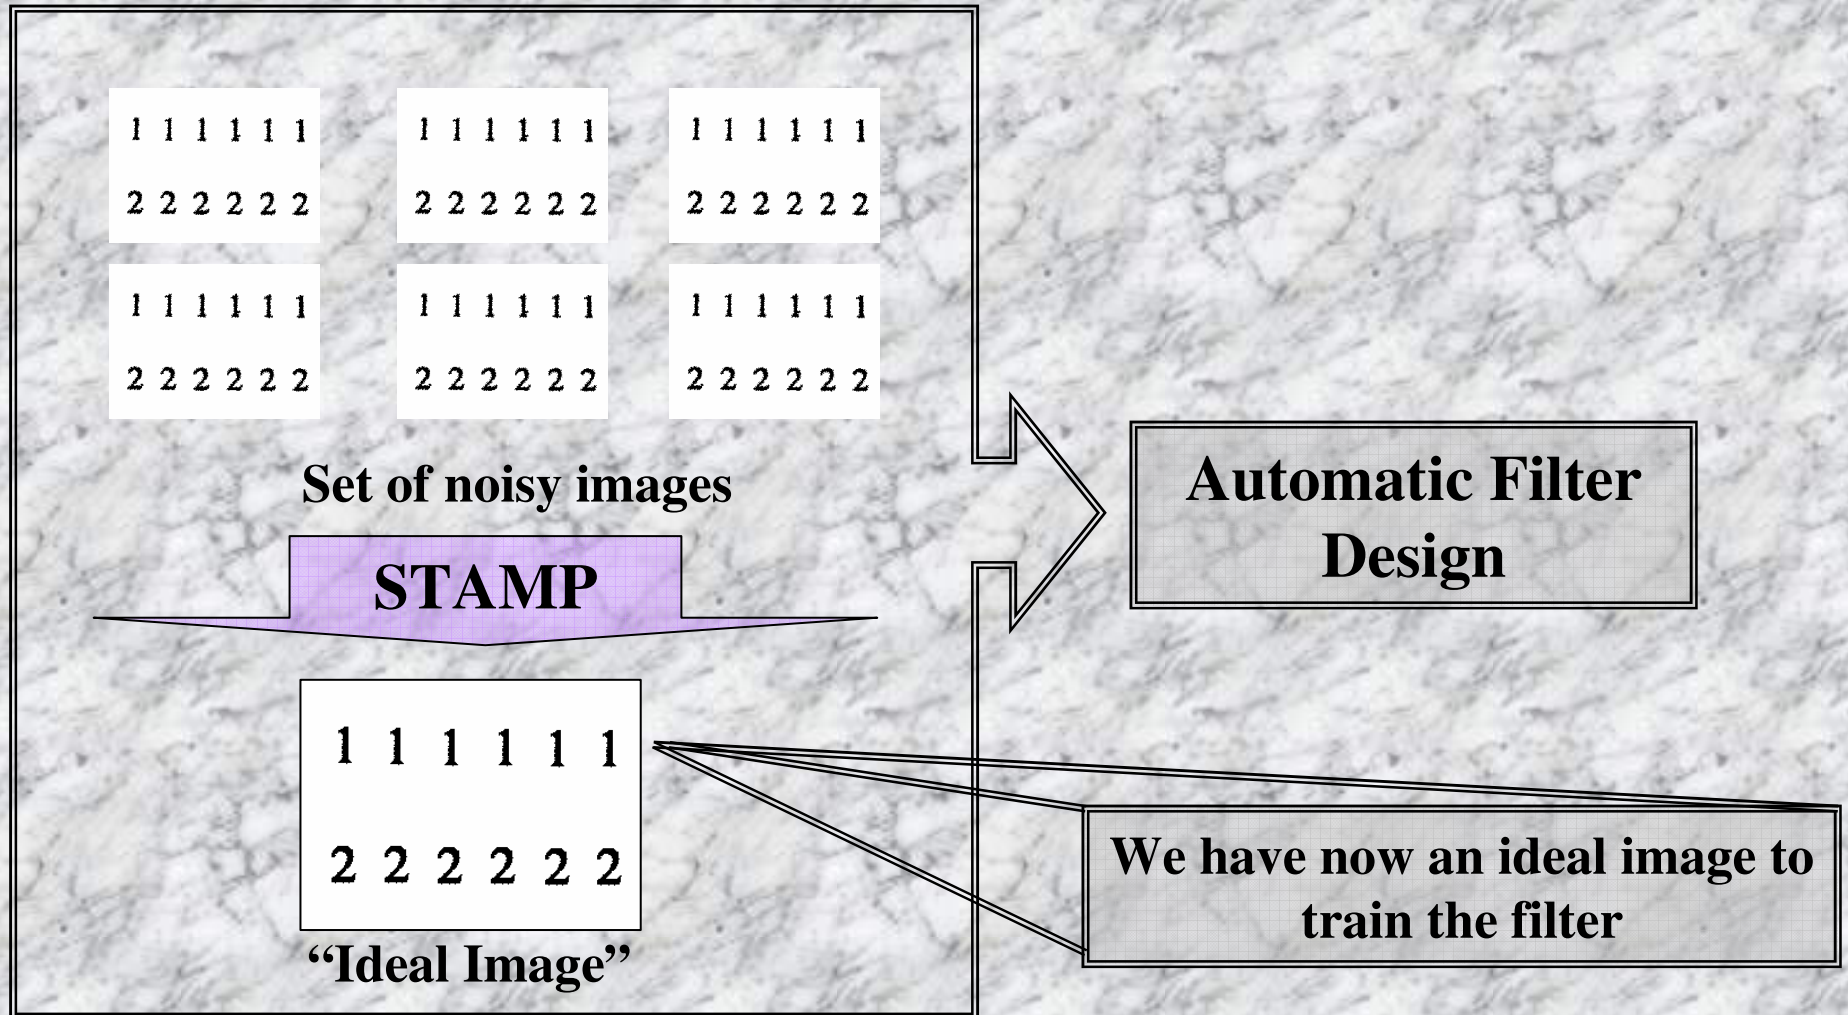 1 1 1 1 1 1
2 2 2 2 2 2
1 1 1 1 1 1
2 2 2 2 2 2
1 1 1 1 1 1
2 2 2 2 2 2
1 1 1 1 1 1
2 2 2 2 2 2
1 1 1 1 1 1
2 2 2 2 2 2
1 1 1 1 1 1
2 2 2 2 2 2
Set of noisy images
STAMP
1 1 1 1 1 1
2 2 2 2 2 2
“Ideal Image”
Automatic Filter
Design
We have now an ideal image to
train the filter